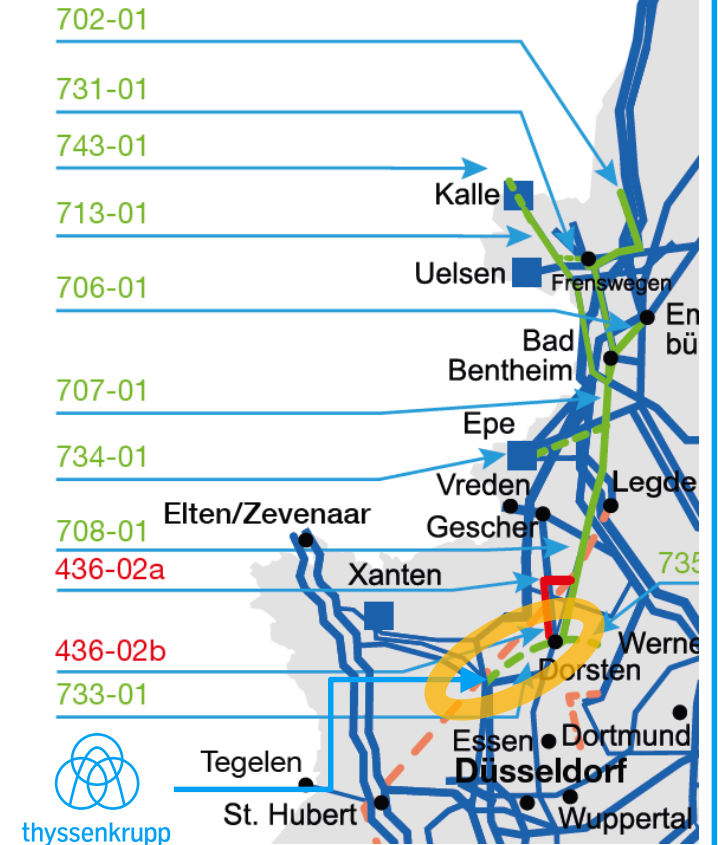 702-01
731-01
743-01
Kalle
713-01
Uelsen
Frenswegen
706-01
En
bü
Bad
Bentheim
707-01
Epe
734-01
Vreden
Legde
Elten/Zevenaar
Gescher
708-01
735
436-02a
Xanten
436-02b
Werne
Dorsten
733-01
Essen
Dortmund
Tegelen
Düsseldorf
St. Hubert
Wuppertal
thyssenkrupp